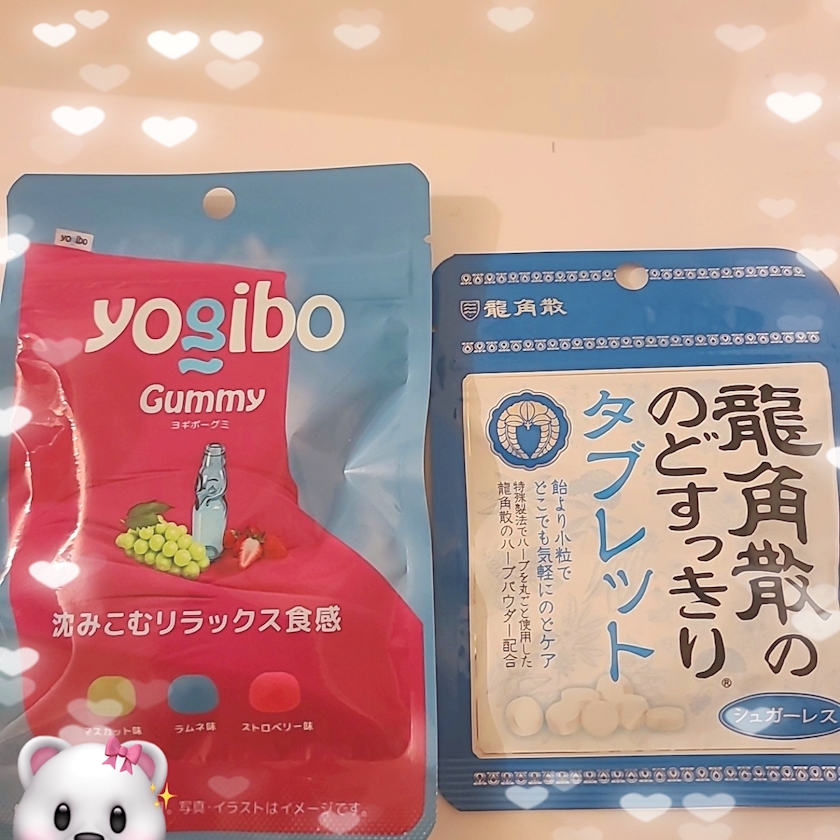 yogibo
yogibo
Gummy
ヨギボーグミ
沈みこむリラックス食感
マスカット味
ラムネ味
ストロベリー味
。写真・イラストはイメージです。
龍角散
龍角散の
のどすっきり®
タブレット
飴より小粒で
どこでも気軽にのどケア
特殊製法でハーブを丸ごと使用した
龍角散のハーブパウダー配合
シュガーレス